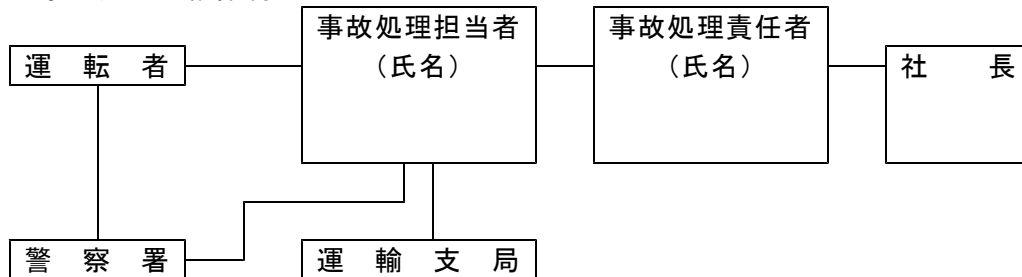 事故処理担当者
(氏名)
事故処理責任者
(氏名)
運転者
社長
警察署
運輸支局